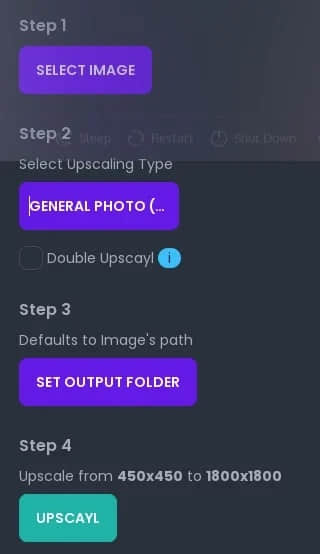 Step 1
SELECT IMAGE
Step 2
Sleep Restart Shut Down
Select Upscaling Type
GENERAL PHOTO (...
Double Upscayl i
Step 3
Defaults to Image's path
SET OUTPUT FOLDER
Step 4
Upscale from 450x450 to 1800x1800
UPSCAYL